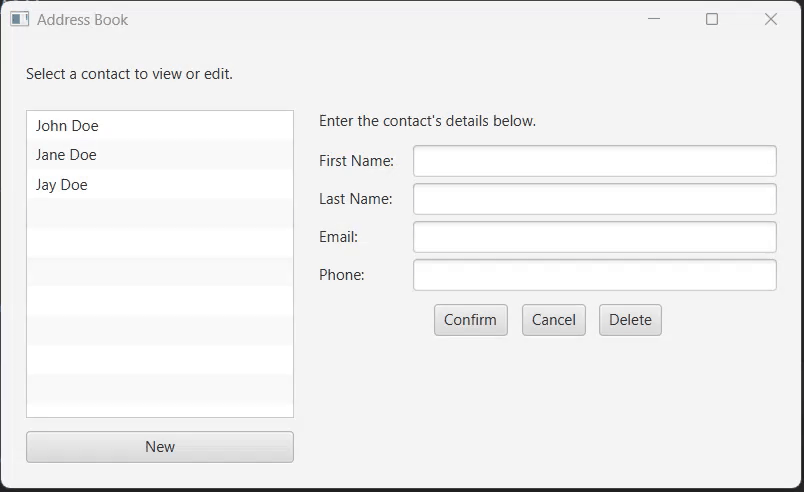 Address Book
Select a contact to view or edit.
John Doe
Jane Doe
Jay Doe
New
Enter the contact's details below.
First Name:
Last Name:
Email:
Phone:
Confirm Cancel Delete